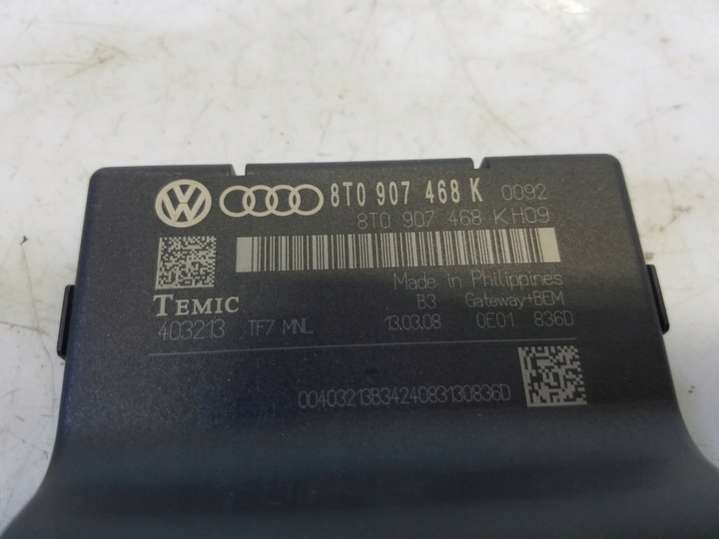 8T0 907 468 K 0092
8T0 907 468 K H09
Made in Philippines
TEMIC B3 Gateway+BEM
403213 TF7 MNL 13.03.08 0E01 836D
00403213B3424083130836D